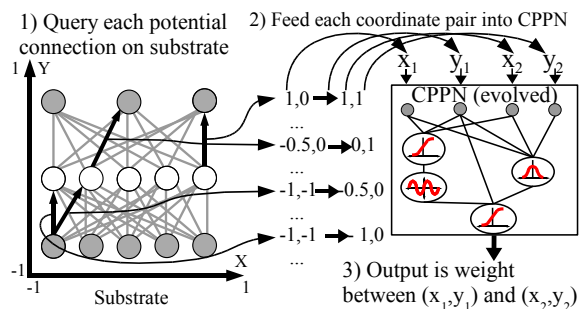 1) Query each potential
connection on substrate
2) Feed each coordinate pair into CPPN
1 Y
X
-1
-1
1
Substrate
1,0 1,1
...
-0.5,0 0,1
...
-1,-1 -0.5,0
...
-1,-1 -1,0
...
x1 y1 x2 y2
CPPN (evolved)
3) Output is weight
between (x1,y1) and (x2,y2)